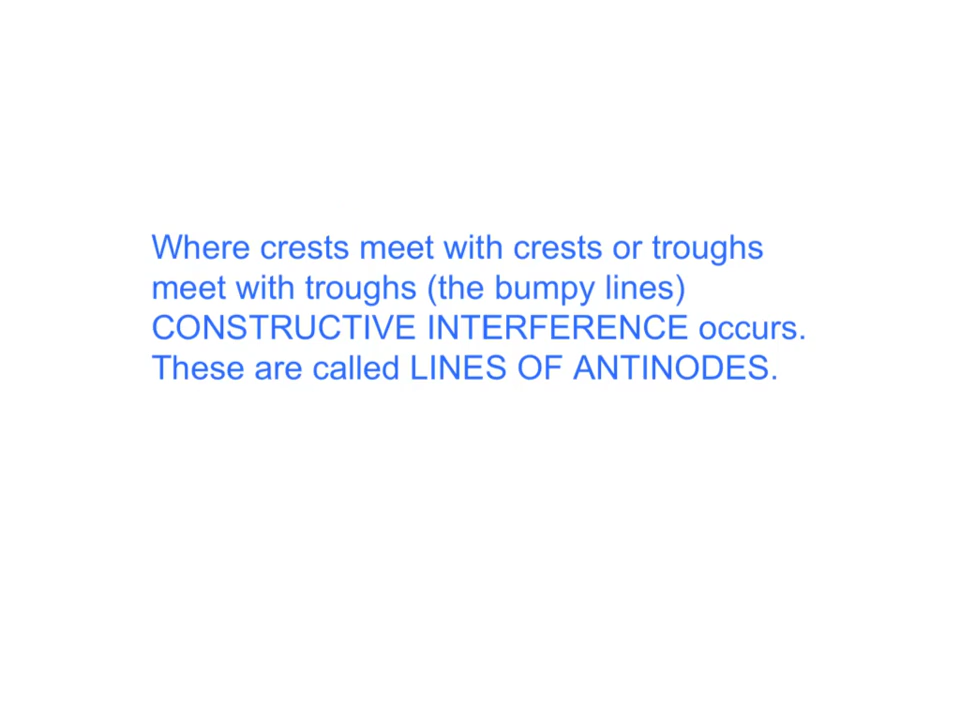 Where crests meet with crests or troughs
meet with troughs (the bumpy lines)
CONSTRUCTIVE INTERFERENCE occurs.
These are called LINES OF ANTINODES.